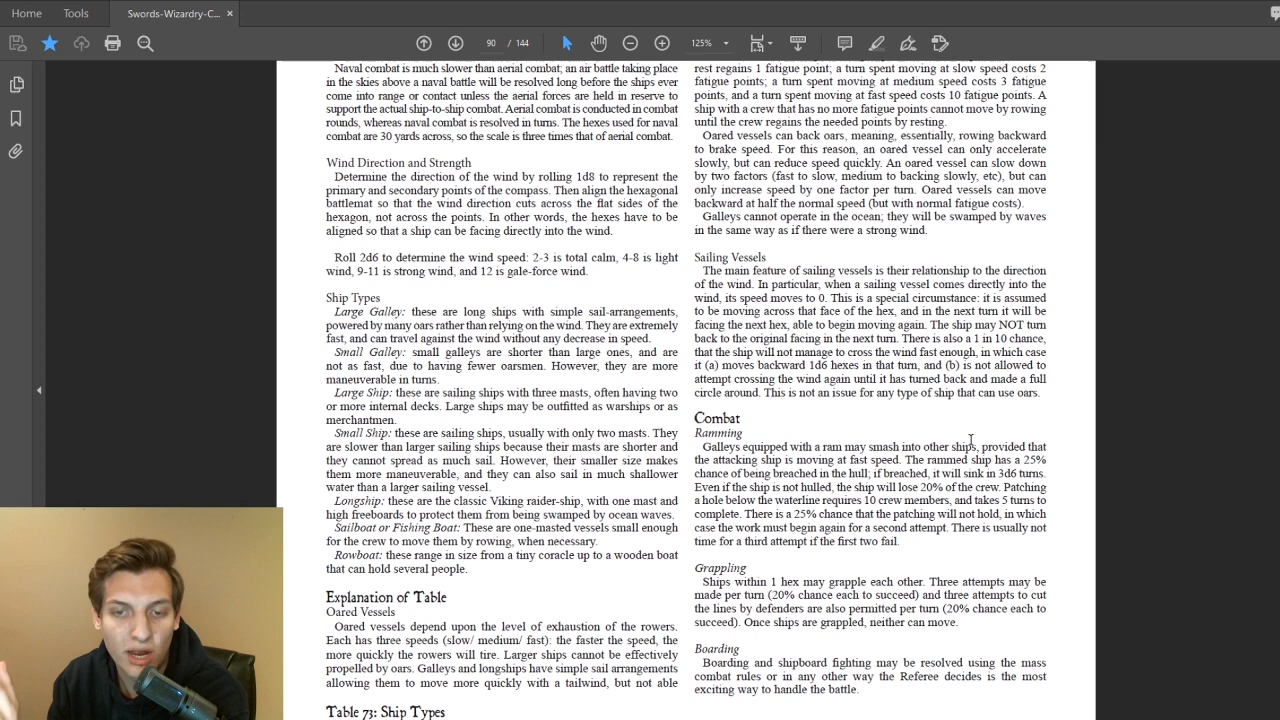 Home
Tools
Swords-Wizardry-C...
90 / 144
125%
Naval combat is much slower than aerial combat; an air battle taking place
in the skies above a naval battle will be resolved long before the ships ever
come into range or contact unless the aerial forces are held in reserve to
support the actual ship-to-ship combat. Aerial combat is conducted in combat
rounds, whereas naval combat is resolved in turns. The hexes used for naval
combat are 30 yards across, so the scale is three times that of aerial combat.
Wind Direction and Strength
Determine the direction of the wind by rolling 1d8 to represent the
primary and secondary points of the compass. Then align the hexagonal
battlemat so that the wind direction cuts across the flat sides of the
hexagon, not across the points. In other words, the hexes have to be
aligned so that a ship can be facing directly into the wind.
Roll 2d6 to determine the wind speed: 2-3 is total calm, 4-8 is light
wind, 9-11 is strong wind, and 12 is gale-force wind.
Ship Types
Large Galley: these are long ships with simple sail-arrangements,
powered by many oars rather than relying on the wind. They are extremely
fast, and can travel against the wind without any decrease in speed.
Small Galley: small galleys are shorter than large ones, and are
not as fast, due to having fewer oarsmen. However, they are more
maneuverable in turns.
Large Ship: these are sailing ships with three masts, often having two
or more internal decks. Large ships may be outfitted as warships or as
merchantmen.
Small Ship: these are sailing ships, usually with only two masts. They
are slower than larger sailing ships because their masts are shorter and
they cannot spread as much sail. However, their smaller size makes
them more maneuverable, and they can also sail in much shallower
water than a larger sailing vessel.
Longship: these are the classic Viking raider-ship, with one mast and
high freeboards to protect them from being swamped by ocean waves.
Sailboat or Fishing Boat: These are one-masted vessels small enough
for the crew to move them by rowing, when necessary.
Rowboat: these range in size from a tiny coracle up to a wooden boat
that can hold several people.
Explanation of Table
Oared Vessels
Oared vessels depend upon the level of exhaustion of the rowers.
Each has three speeds (slow/ medium/ fast): the faster the speed, the
more quickly the rowers will tire. Larger ships cannot be effectively
propelled by oars. Galleys and longships have simple sail arrangements
allowing them to move more quickly with a tailwind, but not able
Table 73: Ship Types
rest regains 1 fatigue point; a turn spent moving at slow speed costs 2
fatigue points; a turn spent moving at medium speed costs 3 fatigue
points, and a turn spent moving at fast speed costs 10 fatigue points. A
ship with a crew that has no more fatigue points cannot move by rowing
until the crew regains the needed points by resting.
Oared vessels can back oars, meaning, essentially, rowing backward
to brake speed. For this reason, an oared vessel can only accelerate
slowly, but can reduce speed quickly. An oared vessel can slow down
by two factors (fast to slow, medium to backing slowly, etc), but can
only increase speed by one factor per turn. Oared vessels can move
backward at half the normal speed (but with normal fatigue costs).
Galleys cannot operate in the ocean; they will be swamped by waves
in the same way as if there were a strong wind.
Sailing Vessels
The main feature of sailing vessels is their relationship to the direction
of the wind. In particular, when a sailing vessel comes directly into the
wind, its speed moves to 0. This is a special circumstance: it is assumed
to be moving across that face of the hex, and in the next turn it will be
facing the next hex, able to begin moving again. The ship may NOT turn
back to the original facing in the next turn. There is also a 1 in 10 chance,
that the ship will not manage to cross the wind fast enough, in which case
it (a) moves backward 1d6 hexes in that turn, and (b) is not allowed to
attempt crossing the wind again until it has turned back and made a full
circle around. This is not an issue for any type of ship that can use oars.
Combat
Ramming
Galleys equipped with a ram may smash into other ships, provided that
the attacking ship is moving at fast speed. The rammed ship has a 25%
chance of being breached in the hull; if breached, it will sink in 3d6 turns.
Even if the ship is not hulled, the ship will lose 20% of the crew. Patching
a hole below the waterline requires 10 crew members, and takes 5 turns to
complete. There is a 25% chance that the patching will not hold, in which
case the work must begin again for a second attempt. There is usually not
time for a third attempt if the first two fail.
Grappling
Ships within 1 hex may grapple each other. Three attempts may be
made per turn (20% chance each to succeed) and three attempts to cut
the lines by defenders are also permitted per turn (20% chance each to
succeed). Once ships are grappled, neither can move.
Boarding
Boarding and shipboard fighting may be resolved using the mass
combat rules or in any other way the Referee decides is the most
exciting way to handle the battle.